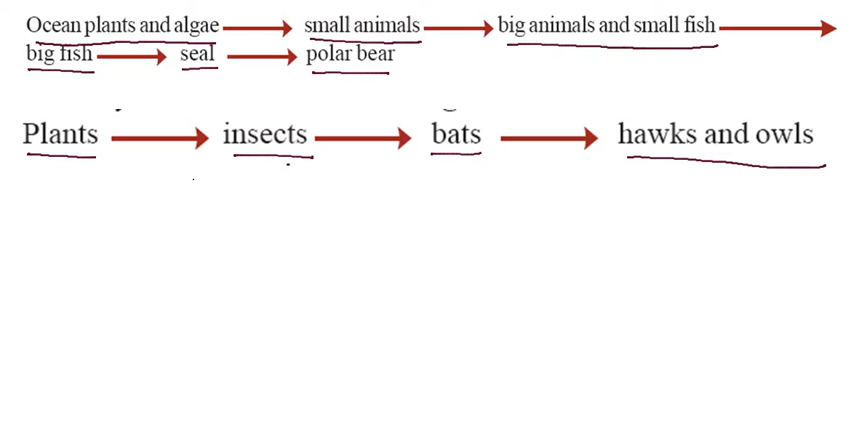 Ocean plants and algae → small animals → big animals and small fish →
big fish → seal → polar bear
Plants → insects → bats → hawks and owls